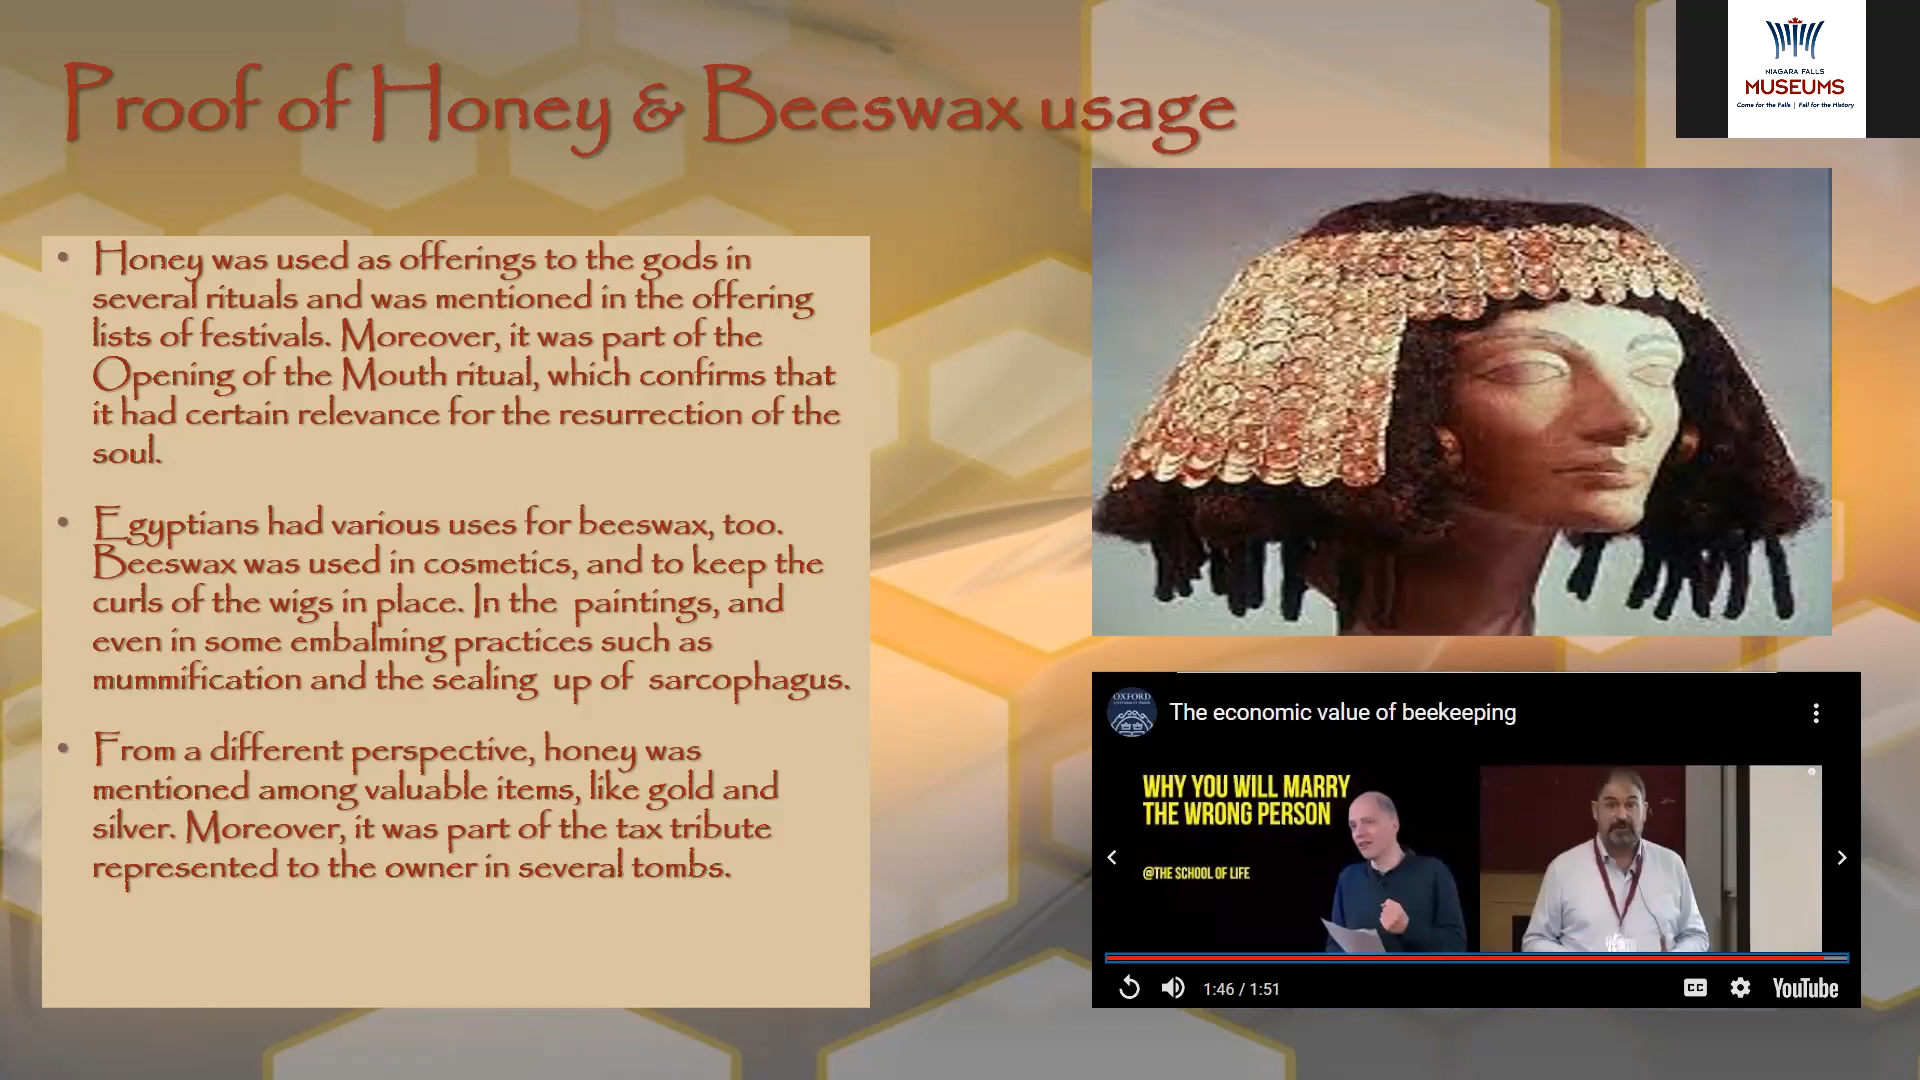 Proof of Honey & Beeswax usage
NIAGARA FALLS
MUSEUMS
Come for the Falls | Fall for the History
• Honey was used as offerings to the gods in
several rituals and was mentioned in the offering
lists of festivals. Moreover, it was part of the
Opening of the Mouth ritual, which confirms that
it had certain relevance for the resurrection of the
soul.
• Egyptians had various uses for beeswax, too.
Beeswax was used in cosmetics, and to keep the
curls of the wigs in place. In the paintings, and
even in some embalming practices such as
mummification and the sealing up of sarcophagus.
• From a different perspective, honey was
mentioned among valuable items, like gold and
silver. Moreover, it was part of the tax tribute
represented to the owner in several tombs.
OXFORD
The economic value of beekeeping
WHY YOU WILL MARRY
THE WRONG PERSON
@THE SCHOOL OF LIFE
1:46 / 1:51
CC
YouTube